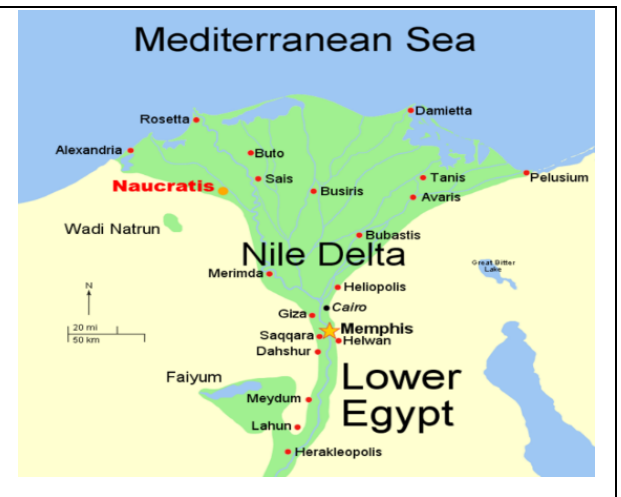 Mediterranean Sea
Damietta
Rosetta
Alexandria
Buto
Sais
Tanis
Pelusium
Naucratis
Busiris
Avaris
Wadi Natrun
Bubastis
Nile Delta
Great Bitter
Lake
Merimda
Heliopolis
N
Cairo
Giza
20 mi
50 km
Memphis
Saqqara
Helwan
Dahshur
Faiyum
Lower
Egypt
Meydum
Lahun
Herakleopolis